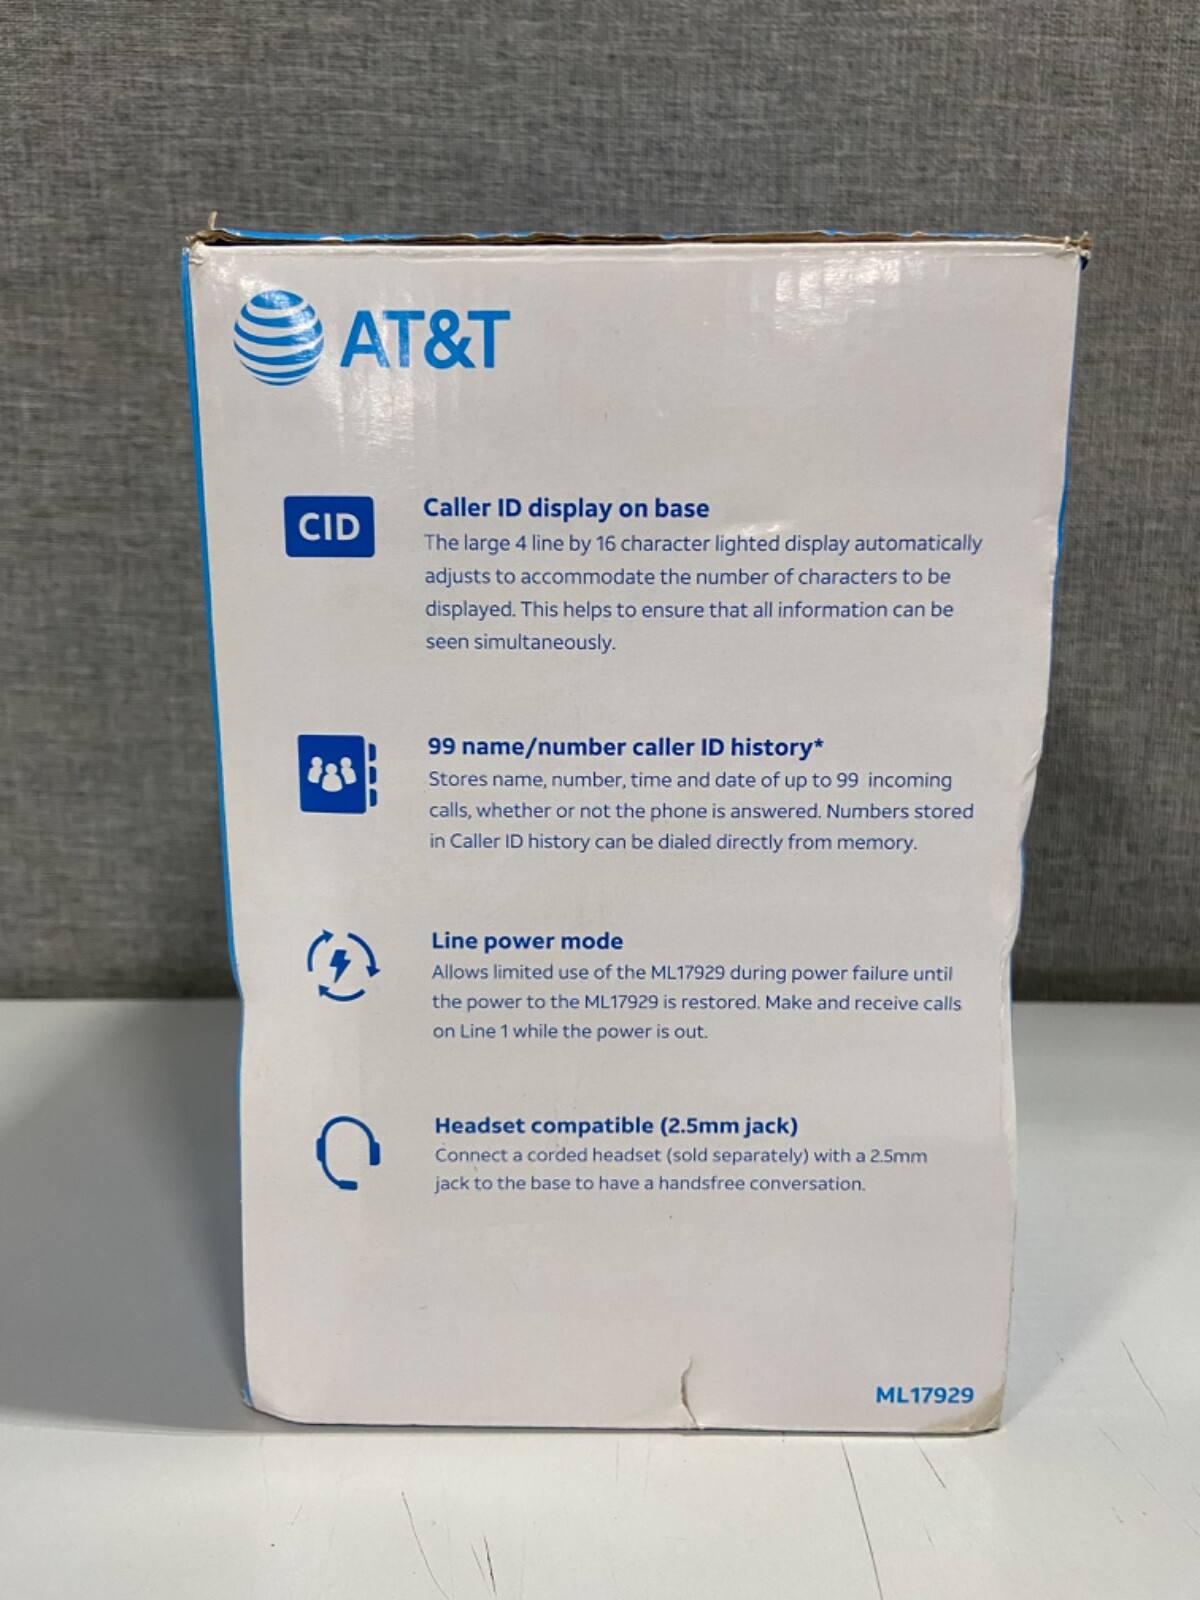 AT&T
CID
Caller ID display on base
The large 4 line by 16 character lighted display automatically
adjusts to accommodate the number of characters to be
displayed. This helps to ensure that all information can be
seen simultaneously.
99 name/number caller ID history*
Stores name, number, time and date of up to 99 incoming
calls, whether or not the phone is answered. Numbers stored
in Caller ID history can be dialed directly from memory.
Line power mode
Allows limited use of the ML17929 during power failure until
the power to the ML17929 is restored. Make and receive calls
on Line 1 while the power is out.
Headset compatible (2.5mm jack)
Connect a corded headset (sold separately) with a 2.5mm
jack to the base to have a handsfree conversation.
ML17929